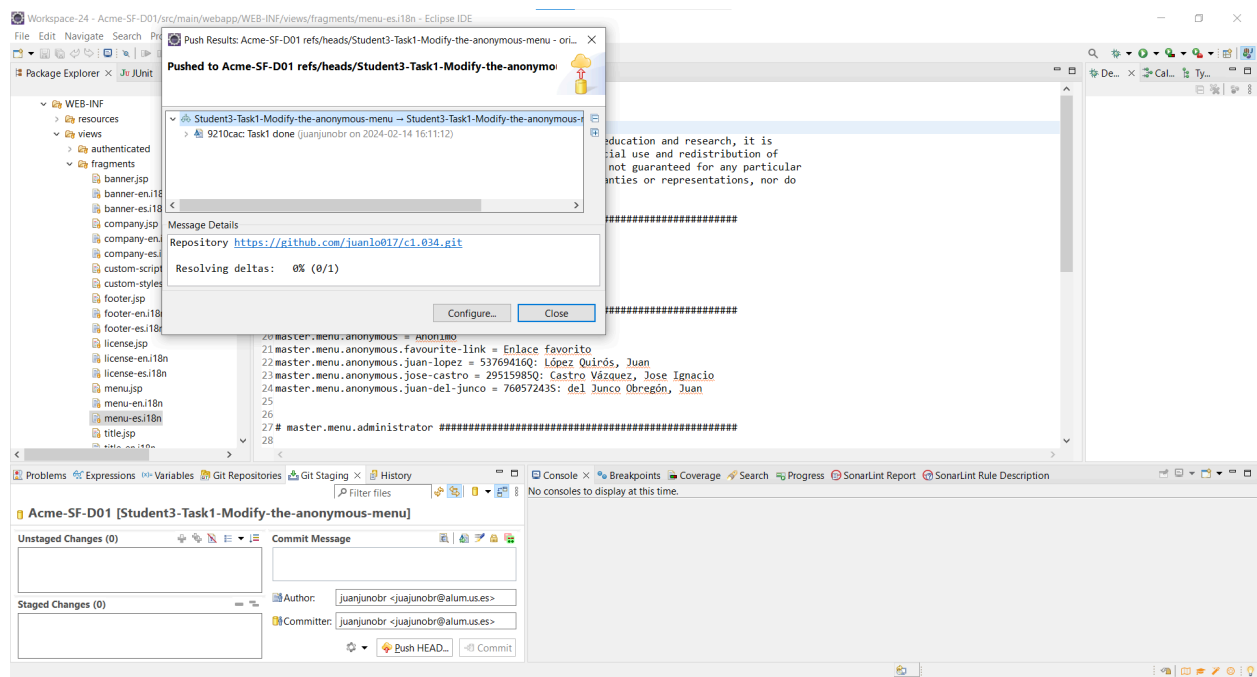 Workspace-24 - Acme-SF-D01/src/main/webapp/WEB-INF/views/fragments/menu-es.i18n - Eclipse IDE
File Edit Navigate Search
Push Results: Acme-SF-D01 refs/heads/Student3-Task1-Modify-the-anonymous-menu - ori...
Pushed to Acme-SF-D01 refs/heads/Student3-Task1-Modify-the-anonymo
Student3-Task1-Modify-the-anonymous-menu → Student3-Task1-Modify-the-anonymous-
9210cac: Task1 done (juanjunobr on 2024-02-14 16:11:12)
Message Details
Repository https://github.com/juanlo017/c1.034.git
Resolving deltas: 0% (0/1)
Configure...
Close
Package Explorer
JUnit
De...
Cal...
Ty...
WEB-INF
resources
views
authenticated
fragments
banner.jsp
banner-en.i18
banner-es.i18
company.jsp
company-en.
company-es.i
custom-script
custom-styles
footer.jsp
footer-en.i18
footer-es.i18
license.jsp
license-en.i18n
license-es.i18n
menu.jsp
menu-en.i18n
menu-es.i18n
title.jsp
title-en.i18n
education and research, it is
cial use and redistribution of
not guaranteed for any particular
anties or representations, nor do
20 master.menu.anonymous = Anónimo
21 master.menu.anonymous.favourite-link = Enlace favorito
22 master.menu.anonymous.juan-lopez = 53769416Q: López Quirós, Juan
23 master.menu.anonymous.jose-castro = 29515985Q: Castro Vázquez, Jose Ignacio
24 master.menu.anonymous.juan-del-junco = 76057243S: del Junco Obregón, Juan
25
26
27 # master.menu.administrator ##################################################
28
Problems Expressions Variables Git Repositories Git Staging History
Filter files
Acme-SF-D01 [Student3-Task1-Modify-the-anonymous-menu]
Unstaged Changes (0)
Staged Changes (0)
Commit Message
Author: juanjunobr <juajunobr@alum.us.es>
Committer: juanjunobr <juajunobr@alum.us.es>
Push HEAD...
Commit
Console Breakpoints Coverage Search Progress SonarLint Report SonarLint Rule Description
No consoles to display at this time.